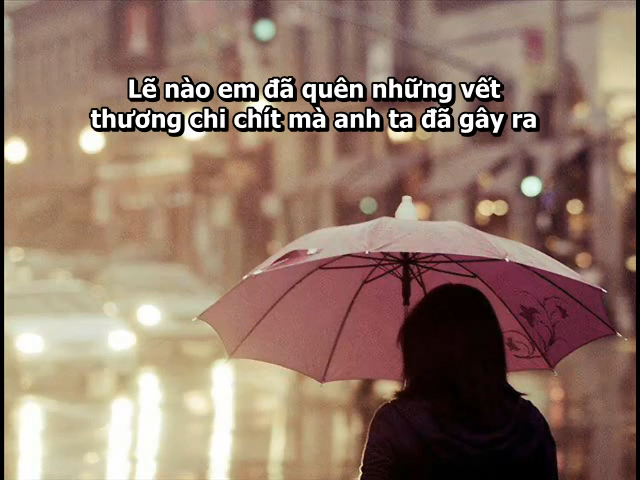 Lẽ nào em đã quên những vết
thương chi chít mà anh ta đã gây ra